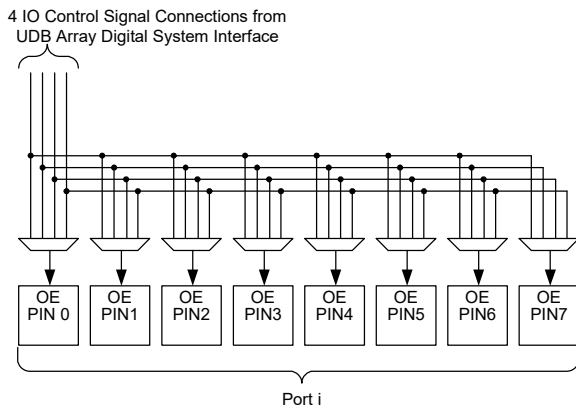 4 IO Control Signal Connections from
UDB Array Digital System Interface
OE
PIN 0
OE
PIN1
OE
PIN2
OE
PIN3
OE
PIN4
OE
PIN5
OE
PIN6
OE
PIN7
Port i